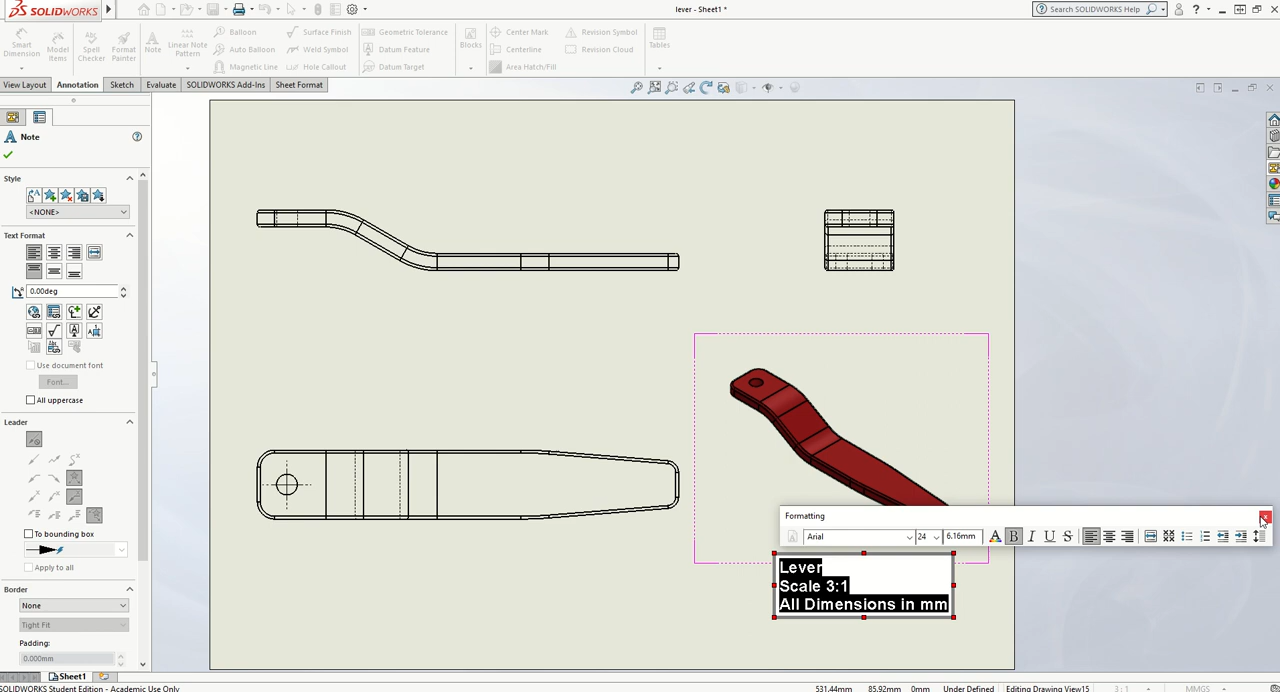 SOLIDWORKS
lever - Sheet1 *
Search SOLIDWORKS Help
Smart Dimension
Model Items
Spell Checker
Format Painter
Note
Linear Note Pattern
Balloon
Auto Balloon
Magnetic Line
Surface Finish
Weld Symbol
Hole Callout
Geometric Tolerance
Datum Feature
Datum Target
Blocks
Center Mark
Centerline
Area Hatch/Fill
Revision Symbol
Revision Cloud
Tables
View Layout
Annotation
Sketch
Evaluate
SOLIDWORKS Add-Ins
Sheet Format
Note
Style
<NONE>
Text Format
0.00deg
Use document font
Font...
All uppercase
Leader
To bounding box
Apply to all
Border
None
Tight Fit
Padding:
0.000mm
Formatting
Arial
24
6.16mm
A B I U S
Lever
Scale 3:1
All Dimensions in mm
Sheet1
SOLIDWORKS Student Edition - Academic Use Only
531.44mm
85.92mm
0mm
Under Defined
Editing Drawing View15
3 : 1
MMGS